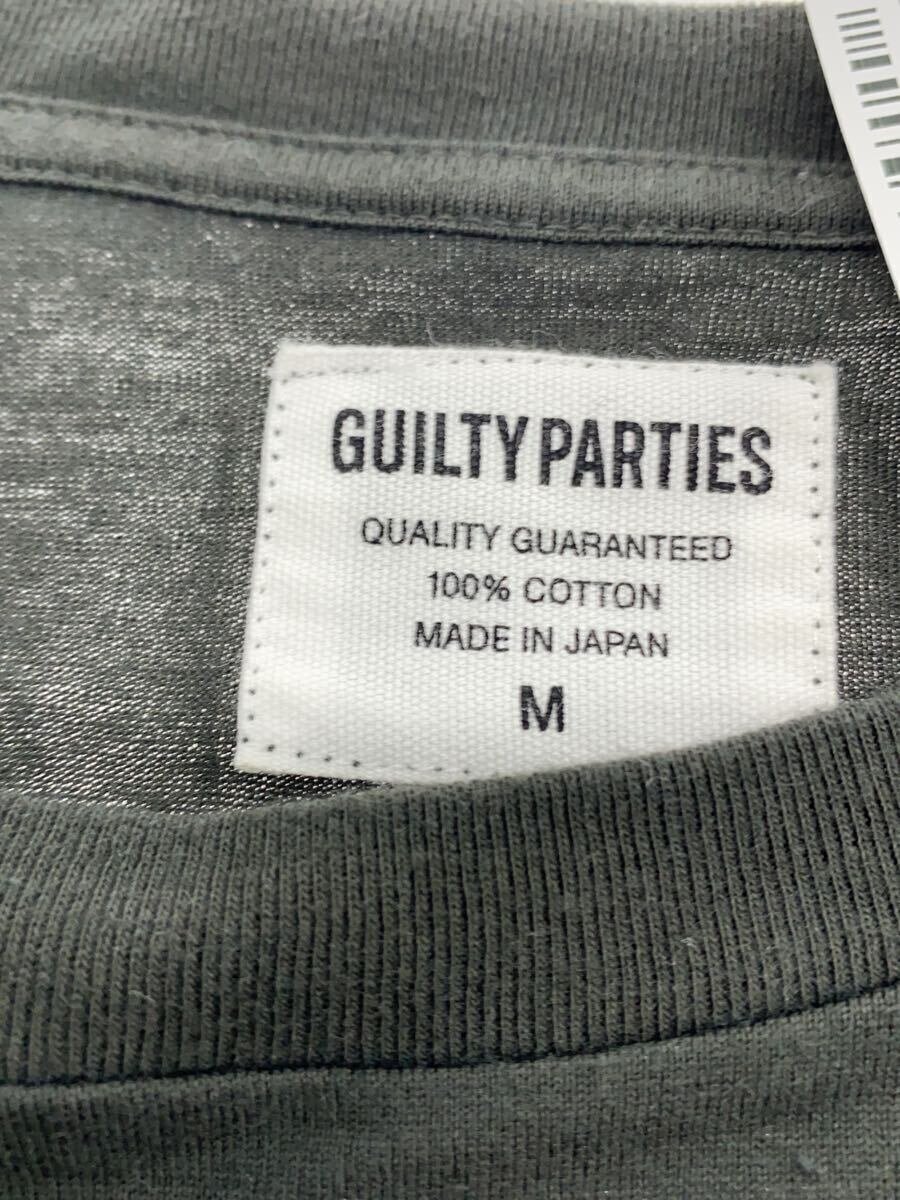 GUILTY PARTIES
QUALITY GUARANTEED
100% COTTON
MADE IN JAPAN
M